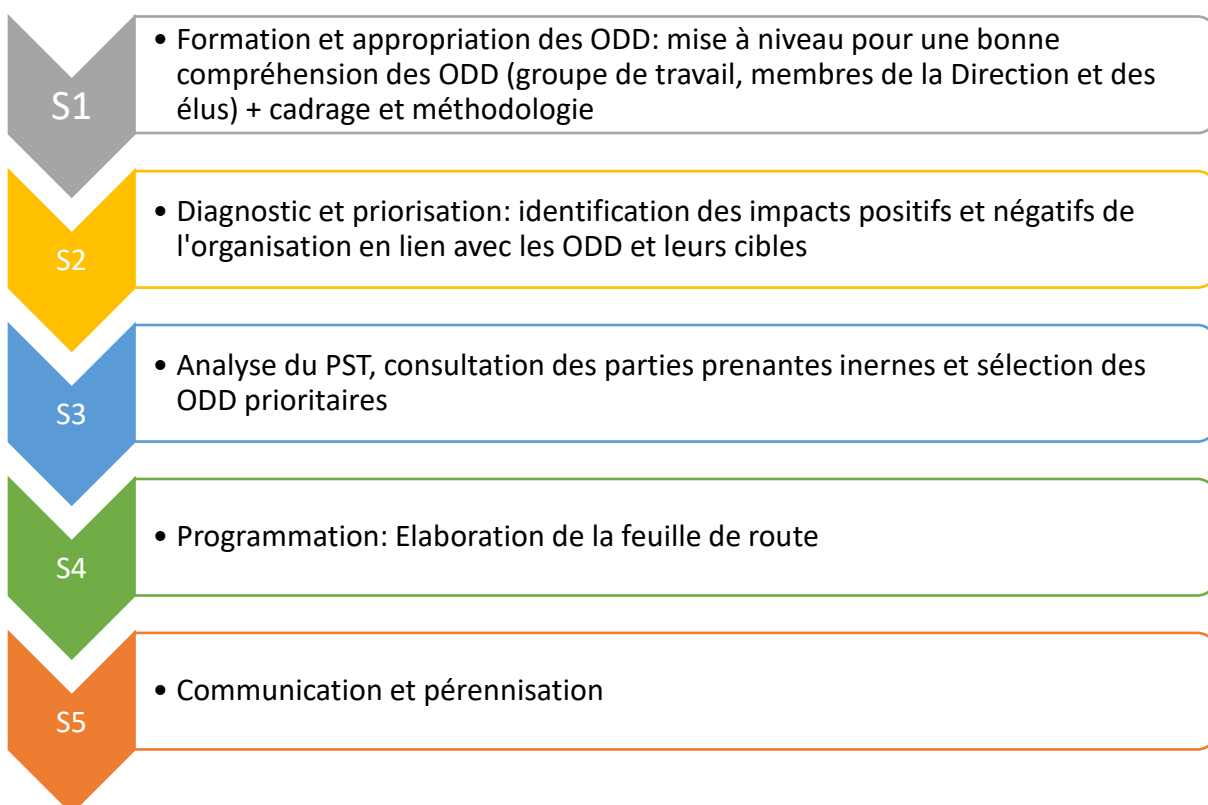 S1
• Formation et appropriation des ODD: mise à niveau pour une bonne
compréhension des ODD (groupe de travail, membres de la Direction et des
élus) + cadrage et méthodologie
S2
• Diagnostic et priorisation: identification des impacts positifs et négatifs de
l'organisation en lien avec les ODD et leurs cibles
S3
• Analyse du PST, consultation des parties prenantes inernes et sélection des
ODD prioritaires
S4
• Programmation: Elaboration de la feuille de route
S5
• Communication et pérennisation